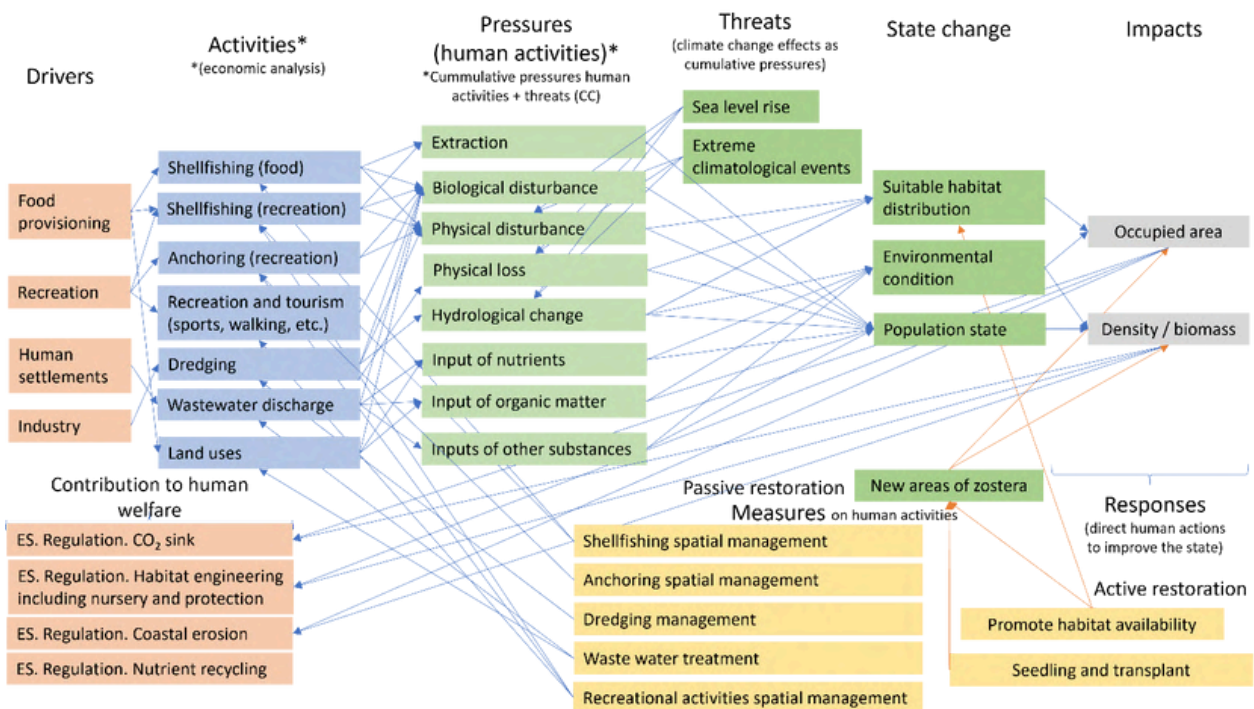 Drivers
Activities*
*(economic analysis)
Pressures
(human activities)*
*Cummulative pressures human
activities + threats (CC)
Threats
(climate change effects as
cumulative pressures)
State change
Impacts
Food
provisioning
Recreation
Human
settlements
Industry
Shellfishing (food)
Shellfishing (recreation)
Anchoring (recreation)
Recreation and tourism
(sports, walking, etc.)
Dredging
Wastewater discharge
Land uses
Extraction
Biological disturbance
Physical disturbance
Physical loss
Hydrological change
Input of nutrients
Input of organic matter
Inputs of other substances
Sea level rise
Extreme
climatological events
Suitable habitat
distribution
Environmental
condition
Population state
Occupied area
Density / biomass
Contribution to human
welfare
ES. Regulation. CO₂ sink
ES. Regulation. Habitat engineering
including nursery and protection
ES. Regulation. Coastal erosion
ES. Regulation. Nutrient recycling
Passive restoration
Measures on human activities
Shellfishing spatial management
Anchoring spatial management
Dredging management
Waste water treatment
Recreational activities spatial management
New areas of zostera
Responses
(direct human actions
to improve the state)
Active restoration
Promote habitat availability
Seedling and transplant